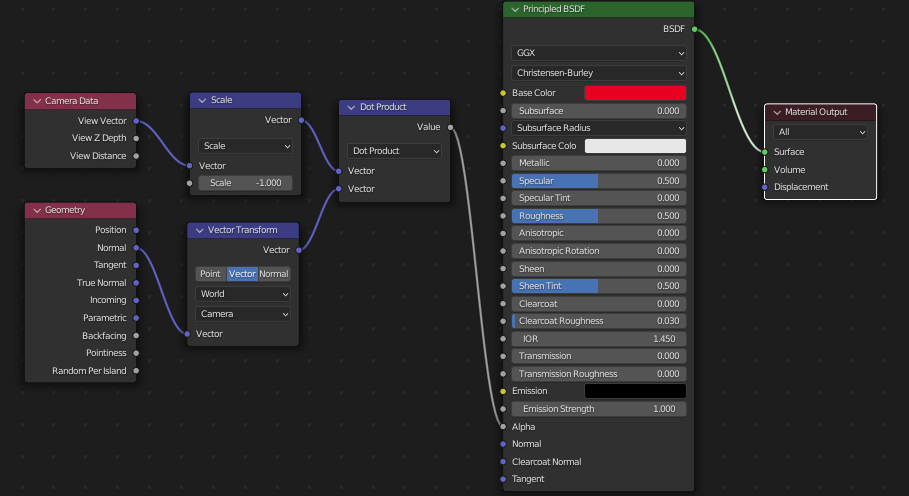 Camera Data
View Vector
View Z Depth
View Distance
Geometry
Position
Normal
Tangent
True Normal
Incoming
Parametric
Backfacing
Pointiness
Random Per Island
Scale
Vector
Scale
Vector
Scale -1.000
Vector Transform
Vector
Point Vector Normal
World
Camera
Vector
Dot Product
Value
Dot Product
Vector
Vector
Principled BSDF
BSDF
GGX
Christensen-Burley
Base Color
Subsurface 0.000
Subsurface Radius
Subsurface Colo
Metallic 0.000
Specular 0.500
Specular Tint 0.000
Roughness 0.500
Anisotropic 0.000
Anisotropic Rotation 0.000
Sheen 0.000
Sheen Tint 0.500
Clearcoat 0.000
Clearcoat Roughness 0.030
IOR 1.450
Transmission 0.000
Transmission Roughness 0.000
Emission
Emission Strength 1.000
Alpha
Normal
Clearcoat Normal
Tangent
Material Output
All
Surface
Volume
Displacement